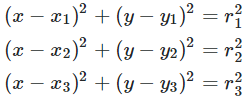 (x − x₁)² + (y − y₁)² = r₁²
(x − x₂)² + (y − y₂)² = r₂²
(x − x₃)² + (y − y₃)² = r₃²